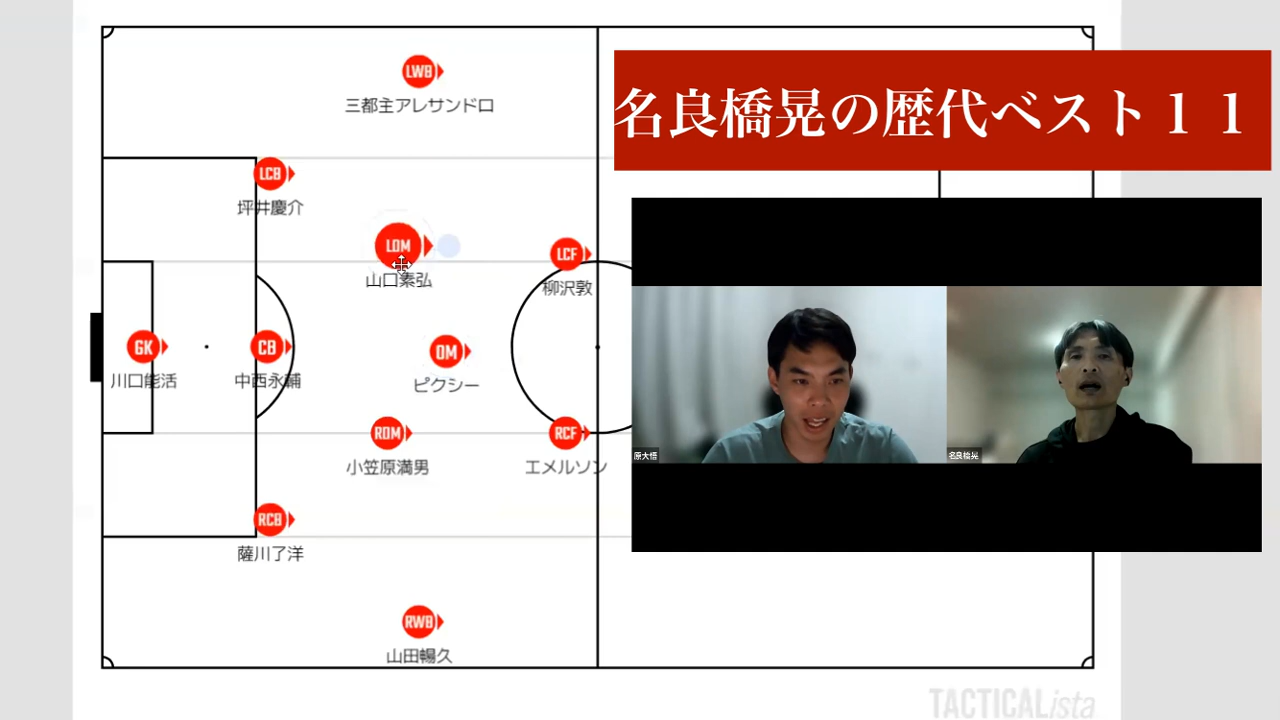 名良橋晃の歴代ベスト１１
LWB
三都主アレサンドロ
LCB
坪井慶介
LDM
山口素弘
LCF
柳沢敦
GK
川口能活
CB
中西永輔
OM
ピクシー
RDM
小笠原満男
RCF
エメルソン
原大悟
名良橋晃
RCB
薩川了洋
RWB
山田暢久
TACTICALista